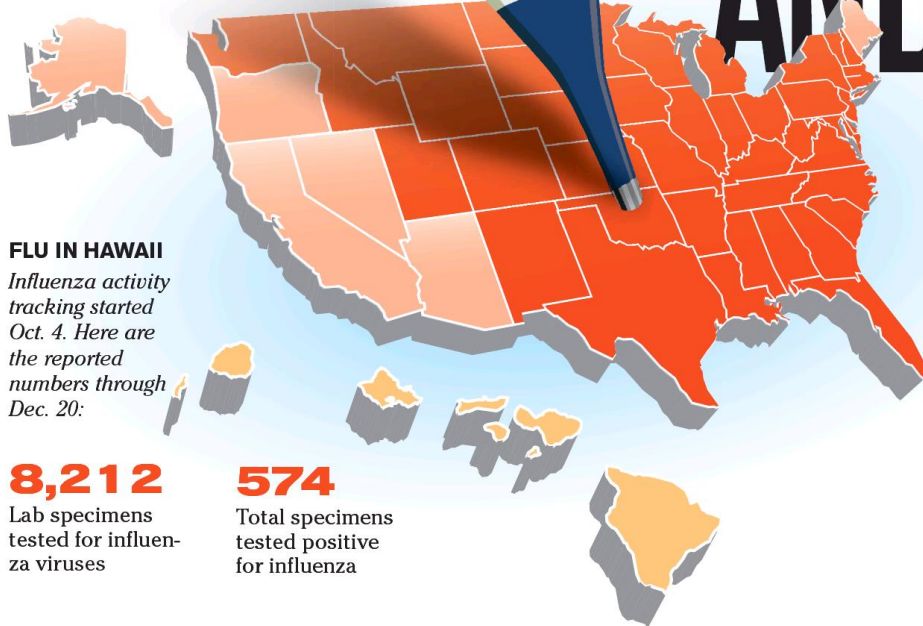 FLU IN HAWAII
Influenza activity
tracking started
Oct. 4. Here are
the reported
numbers through
Dec. 20:
8,212
Lab specimens
tested for influen-
za viruses
574
Total specimens
tested positive
for influenza